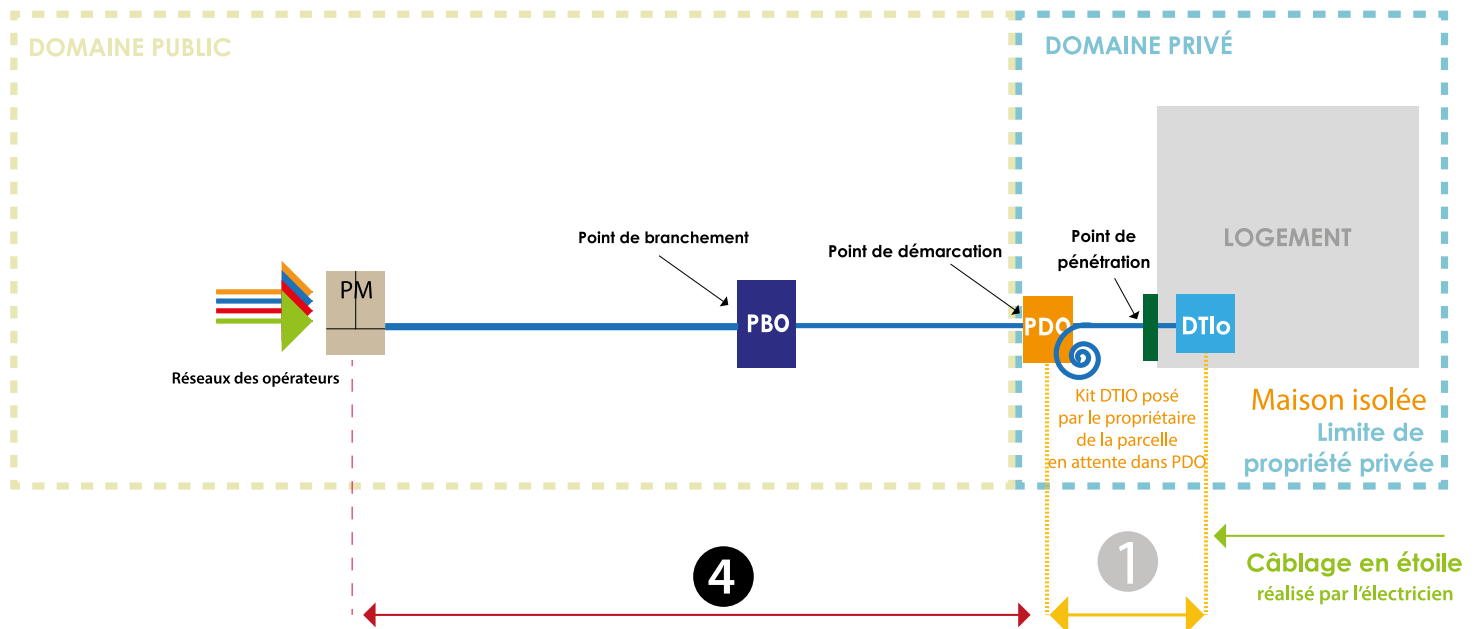 DOMAINE PUBLIC
DOMAINE PRIVÉ
Point de branchement
Point de démarcation
Point de
pénétration
LOGEMENT
PM
PBO
PDO
DTIo
Réseaux des opérateurs
Kit DTIO posé
par le propriétaire
de la parcelle
en attente dans PDO
Maison isolée
Limite de
propriété privée
4
1
Câblage en étoile
réalisé par l'électricien